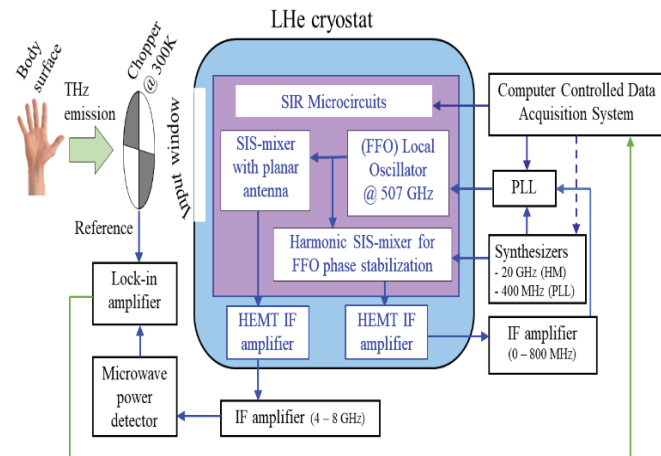 LHe cryostat
Body
surface
THz
emission
Chopper
@ 300K
Input window
SIR Microcircuits
Computer Controlled Data
Acquisition System
SIS-mixer
with planar
antenna
(FFO) Local
Oscillator
@ 507 GHz
PLL
Reference
Harmonic SIS-mixer for
FFO phase stabilization
Synthesizers
- 20 GHz (HM)
- 400 MHz (PLL)
Lock-in
amplifier
HEMT IF
amplifier
HEMT IF
amplifier
IF amplifier
(0 – 800 MHz)
Microwave
power
detector
IF amplifier (4 – 8 GHz)